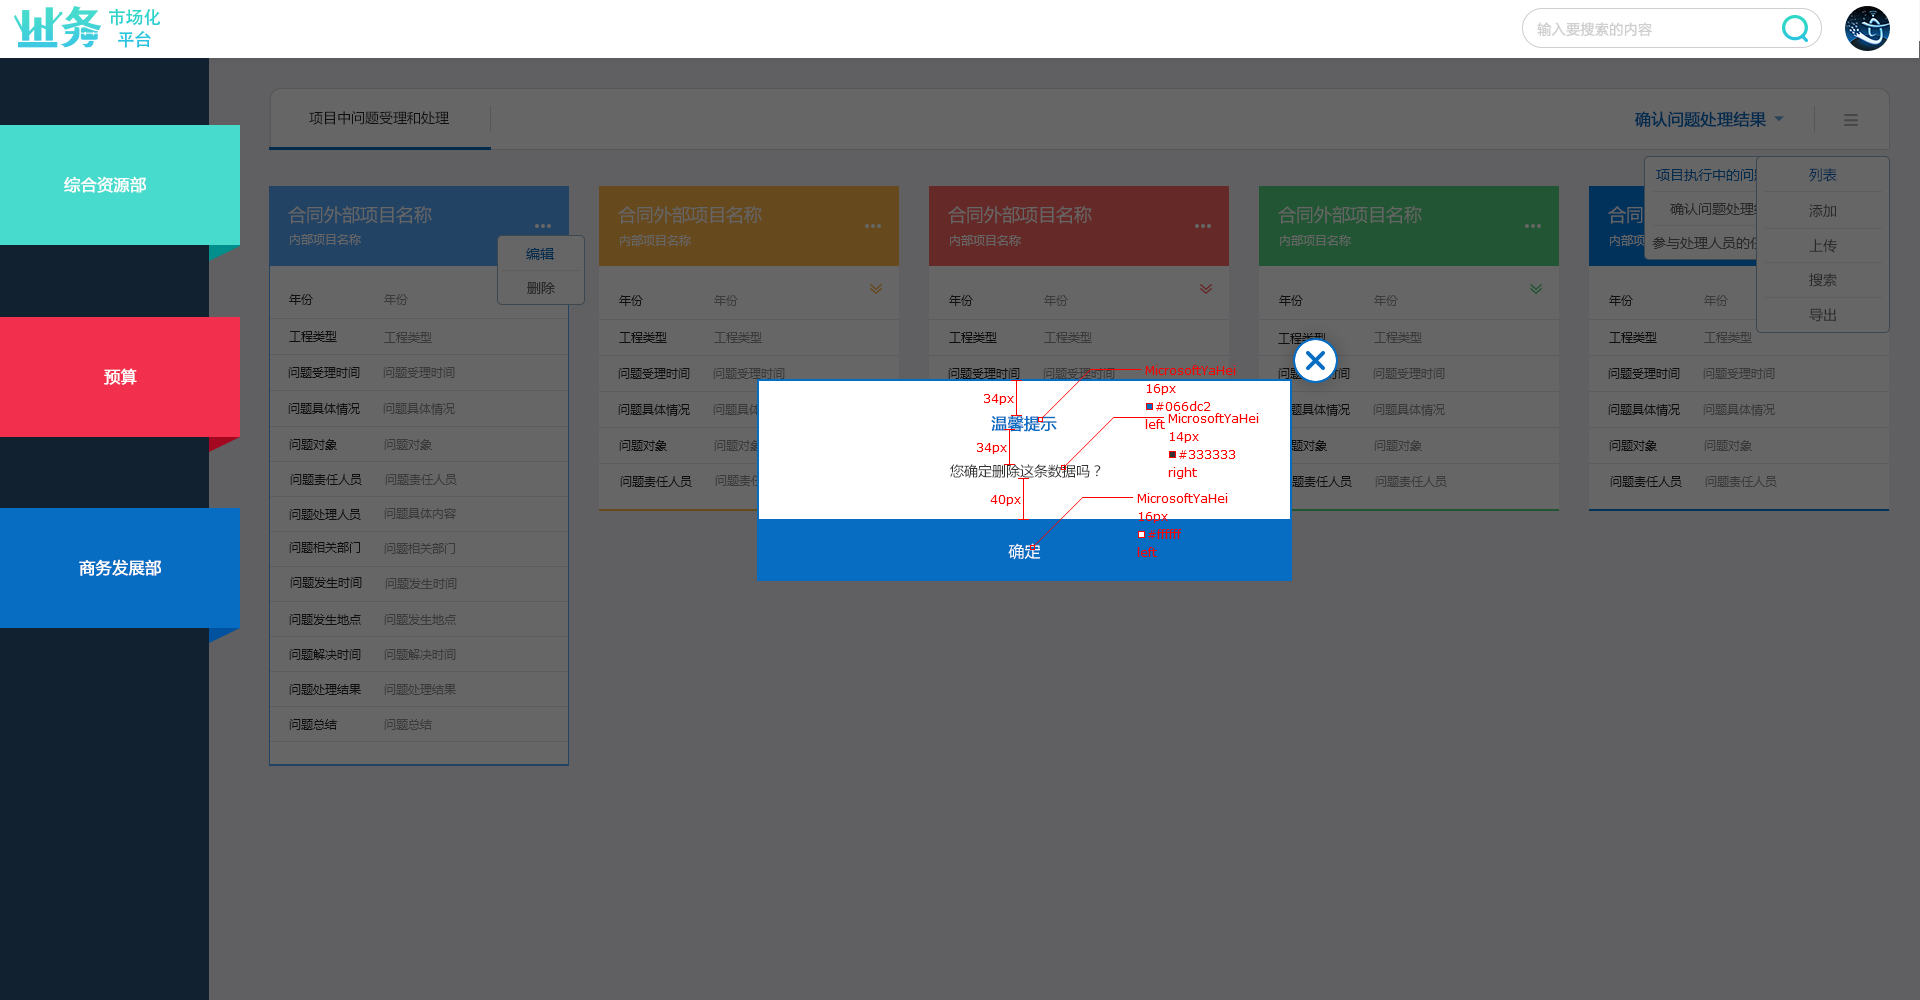 业务 市场化
平台
输入要搜索的内容
综合资源部
预算
商务发展部
项目中问题受理和处理
确认问题处理结果
项目执行中的问
确认问题处理
参与处理人员的
列表
添加
上传
搜索
导出
合同外部项目名称
内部项目名称
编辑
删除
年份 年份
工程类型 工程类型
问题受理时间 问题受理时间
问题具体情况 问题具体情况
问题对象 问题对象
问题责任人员 问题责任人员
问题处理人员 问题具体内容
问题相关部门 问题相关部门
问题发生时间 问题发生时间
问题发生地点 问题发生地点
问题解决时间 问题解决时间
问题处理结果 问题处理结果
问题总结 问题总结
合同外部项目名称
内部项目名称
年份 年份
工程类型 工程类型
问题受理时间 问题受理时间
问题具体情况 问题具体
问题对象 问题对象
问题责任人员 问题责
合同外部项目名称
内部项目名称
年份 年份
工程类型 工程类型
问题受理时间 问题受理时间
合同外部项目名称
内部项目名称
年份 年份
工程类型 工程类型
问题受理时间
具体情况 问题具体情况
对象 问题对象
责任人员 问题责任人员
合同
内部项
年份 年份
工程类型 工程类型
问题受理时间 问题受理时间
问题具体情况 问题具体情况
问题对象 问题对象
问题责任人员 问题责任人员
34px
温馨提示
34px
您确定删除这条数据吗？
40px
确定
MicrosoftYaHei
16px
#066dc2
left
MicrosoftYaHei
14px
#333333
right
MicrosoftYaHei
16px
#ffffff
left